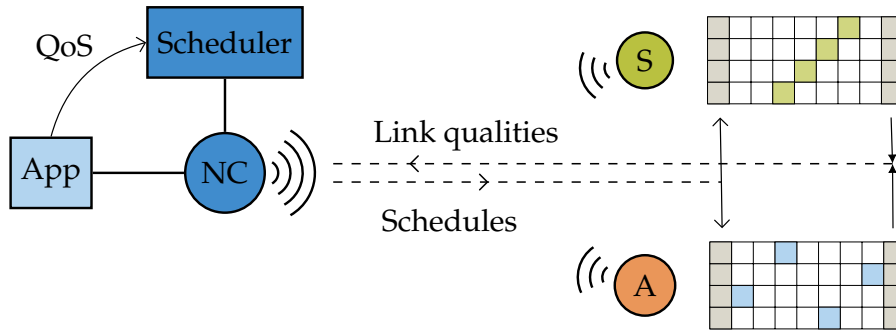 QoS
Scheduler
S
Link qualities
App
NC
Schedules
A